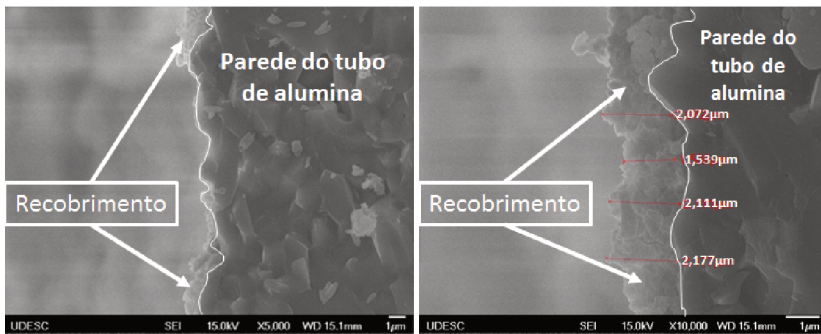 Parede do tubo
de alumina
Recobrimento
UDESC SEI 15.0kV X5,000 WD 15.1mm 1μm
Parede do
tubo de
alumina
2,072μm
1,539μm
2,111μm
2,177μm
Recobrimento
UDESC SEI 15.0kV X10,000 WD 15.1mm 1μm